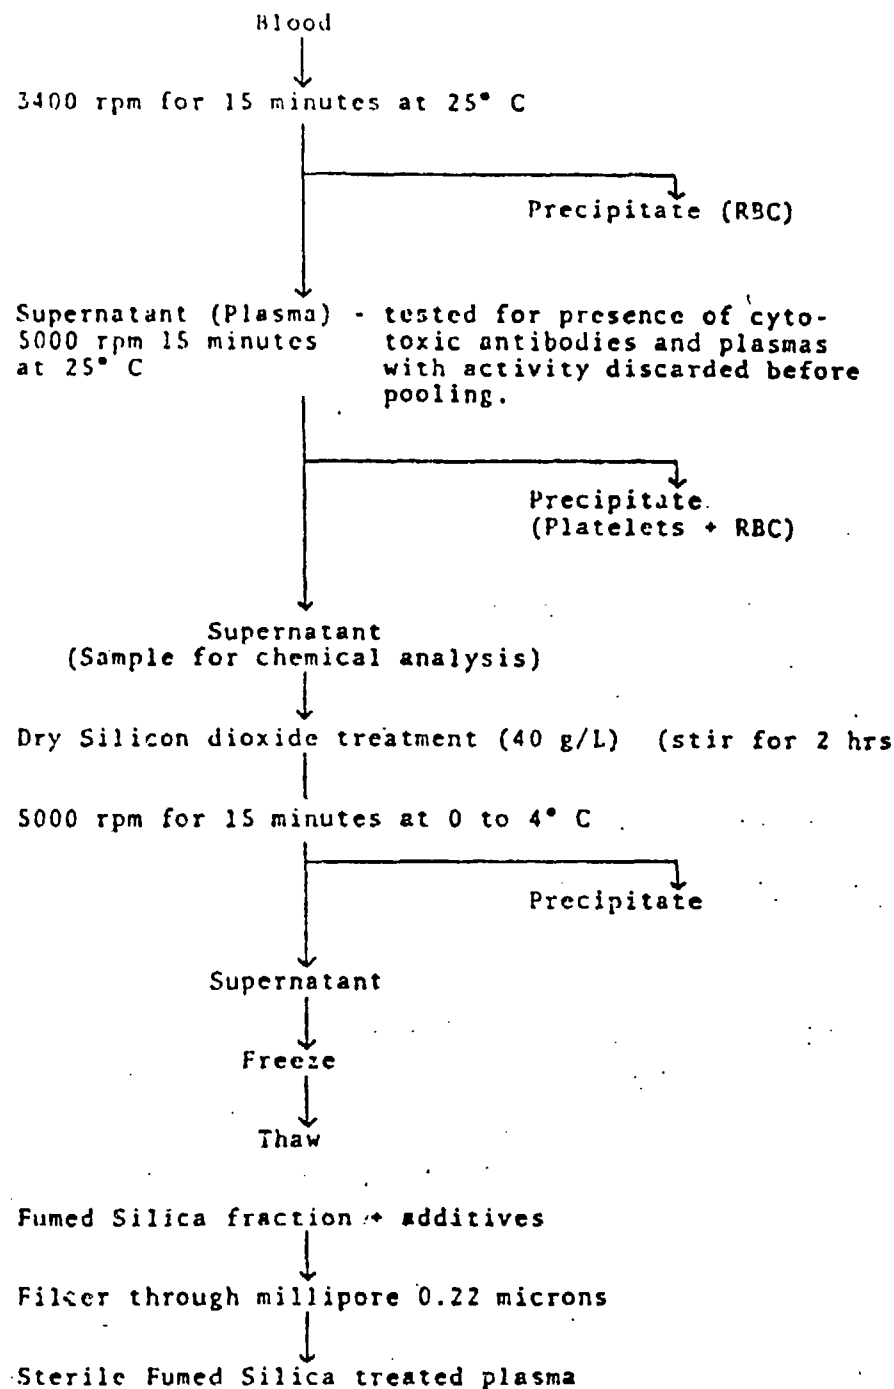 Blood
3400 rpm for 15 minutes at 25° C
Precipitate (RBC)
Supernatant (Plasma) - tested for presence of cyto-
5000 rpm 15 minutes toxic antibodies and plasmas
at 25° C with activity discarded before
pooling.
Precipitate
(Platelets + RBC)
Supernatant
(Sample for chemical analysis)
Dry Silicon dioxide treatment (40 g/L) (stir for 2 hrs
5000 rpm for 15 minutes at 0 to 4° C
Precipitate
Supernatant
Freeze
Thaw
Fumed Silica fraction + additives
Filter through millipore 0.22 microns
Sterile Fumed Silica treated plasma